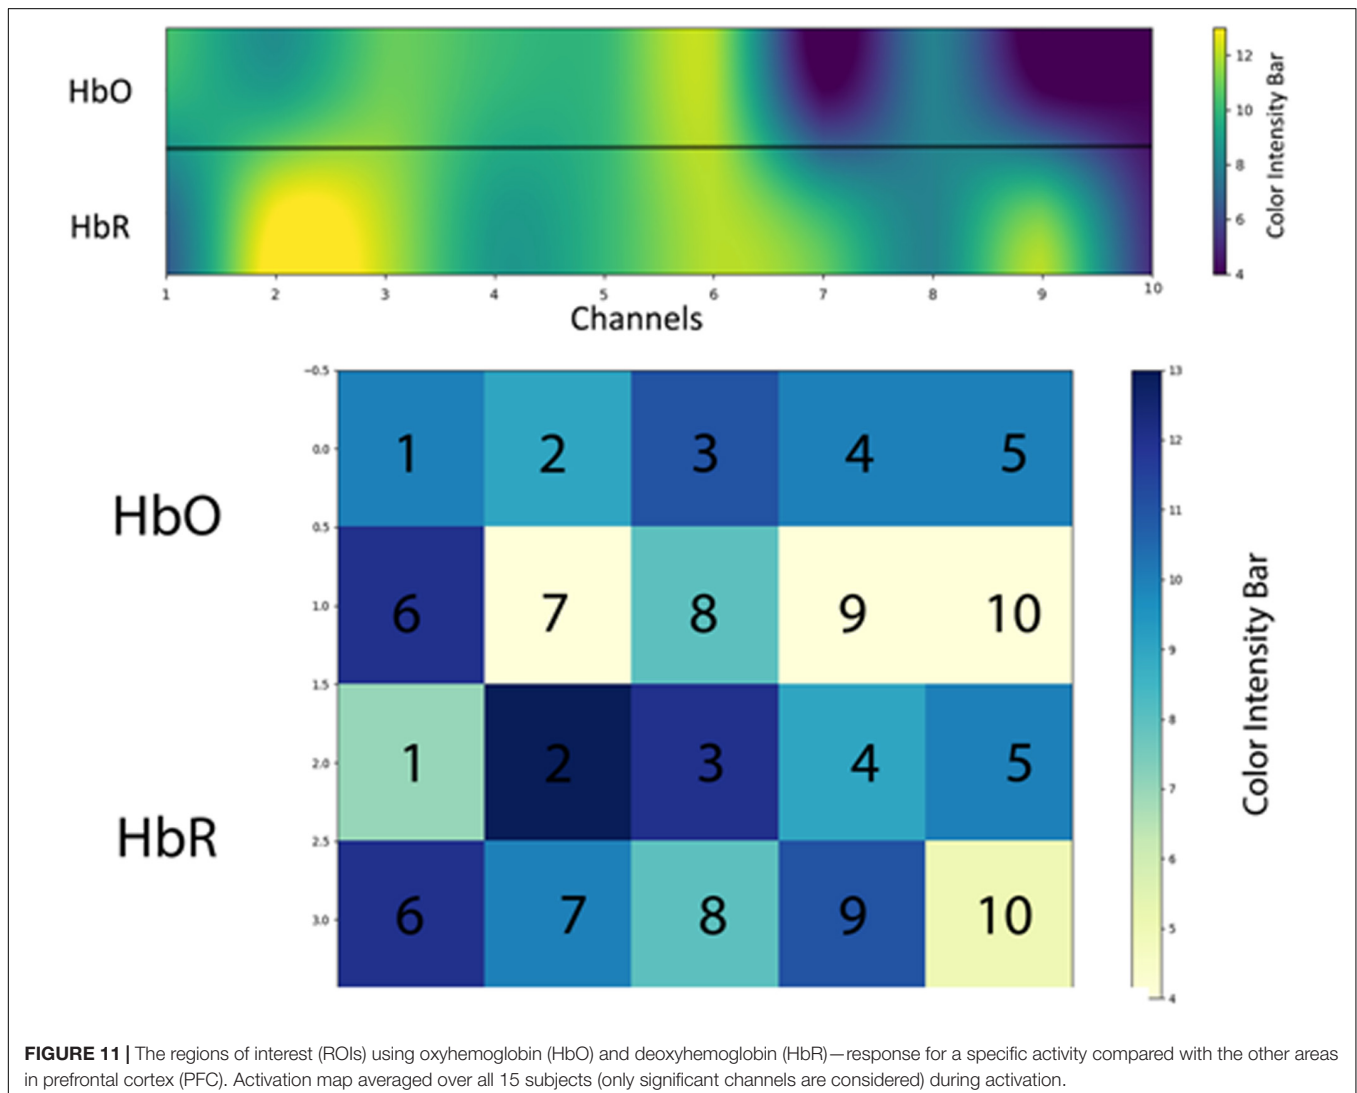 HbO
HbR
1 2 3 4 5 6 7 8 9 10
Channels
12
10
8
6
4
Color Intensity Bar
HbO
HbR
−0.5
0.0
0.5
1.0
1.5
2.0
2.5
3.0
1 2 3 4 5
6 7 8 9 10
1 2 3 4 5
6 7 8 9 10
13
12
11
10
9
8
7
6
5
4
Color Intensity Bar
FIGURE 11 | The regions of interest (ROIs) using oxyhemoglobin (HbO) and deoxyhemoglobin (HbR)—response for a specific activity compared with the other areas
in prefrontal cortex (PFC). Activation map averaged over all 15 subjects (only significant channels are considered) during activation.